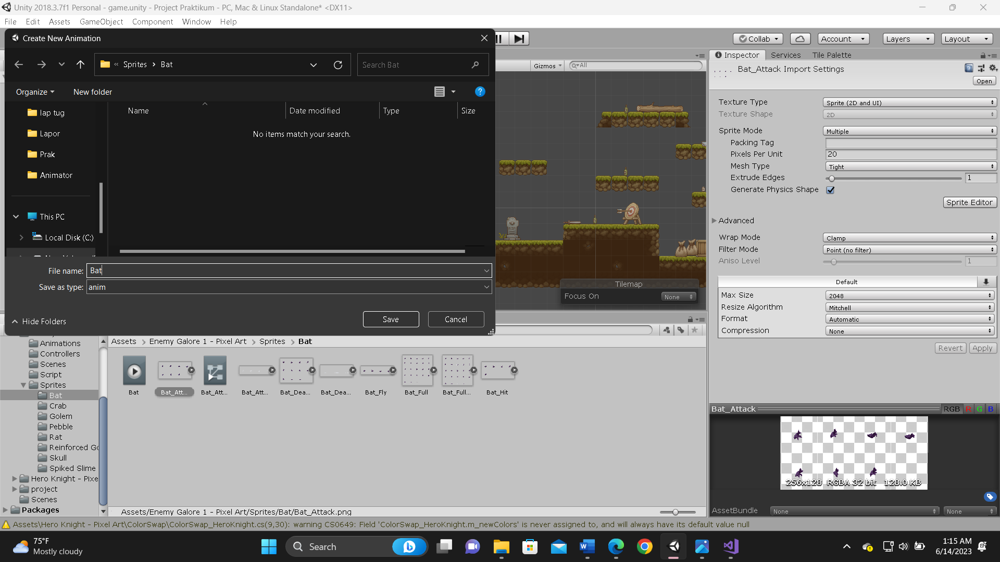 Unity 2018.3.7f1 Personal - game.unity - Project Praktikum - PC, Mac & Linux Standalone* <DX11>
File Edit Assets GameObject Component Window Help
Create New Animation
Collab Account Layers Layout
« Sprites > Bat
Search Bat
Organize New folder
Name Date modified Type Size
No items match your search.
lap tug
Lapor
Prak
Animator
This PC
Local Disk (C:)
File name: Bat
Save as type: anim
Hide Folders
Save Cancel
Gizmos All
RIP
Tilemap
Focus On None
Inspector Services Tile Palette
Bat_Attack Import Settings
Open
Texture Type Sprite (2D and UI)
Texture Shape 2D
Sprite Mode Multiple
Packing Tag
Pixels Per Unit 20
Mesh Type Tight
Extrude Edges 1
Generate Physics Shape
Sprite Editor
Advanced
Wrap Mode Clamp
Filter Mode Point (no filter)
Aniso Level 1
Default
Max Size 2048
Resize Algorithm Mitchell
Format Automatic
Compression None
Revert Apply
Animations
Controllers
Scenes
Script
Sprites
Bat
Crab
Golem
Pebble
Rat
Reinforced Go
Skull
Spiked Slime
Hero Knight - Pixe
project
Scenes
Packages
Assets > Enemy Galore 1 - Pixel Art > Sprites > Bat
Bat Bat_Att... Bat_Att... Bat_Att... Bat_Dea... Bat_Dea... Bat_Fly Bat_Full Bat_Full... Bat_Hit
Assets/Enemy Galore 1 - Pixel Art/Sprites/Bat/Bat_Attack.png
Bat_Attack RGB R G B
256x128 RGBA 32 bit 128.0 KB
AssetBundle None None
Assets\Hero Knight - Pixel Art\ColorSwap\ColorSwap_HeroKnight.cs(9,30): warning CS0649: Field 'ColorSwap_HeroKnight.m_newColors' is never assigned to, and will always have its default value null
75°F
Mostly cloudy
Search
1:15 AM
6/14/2023